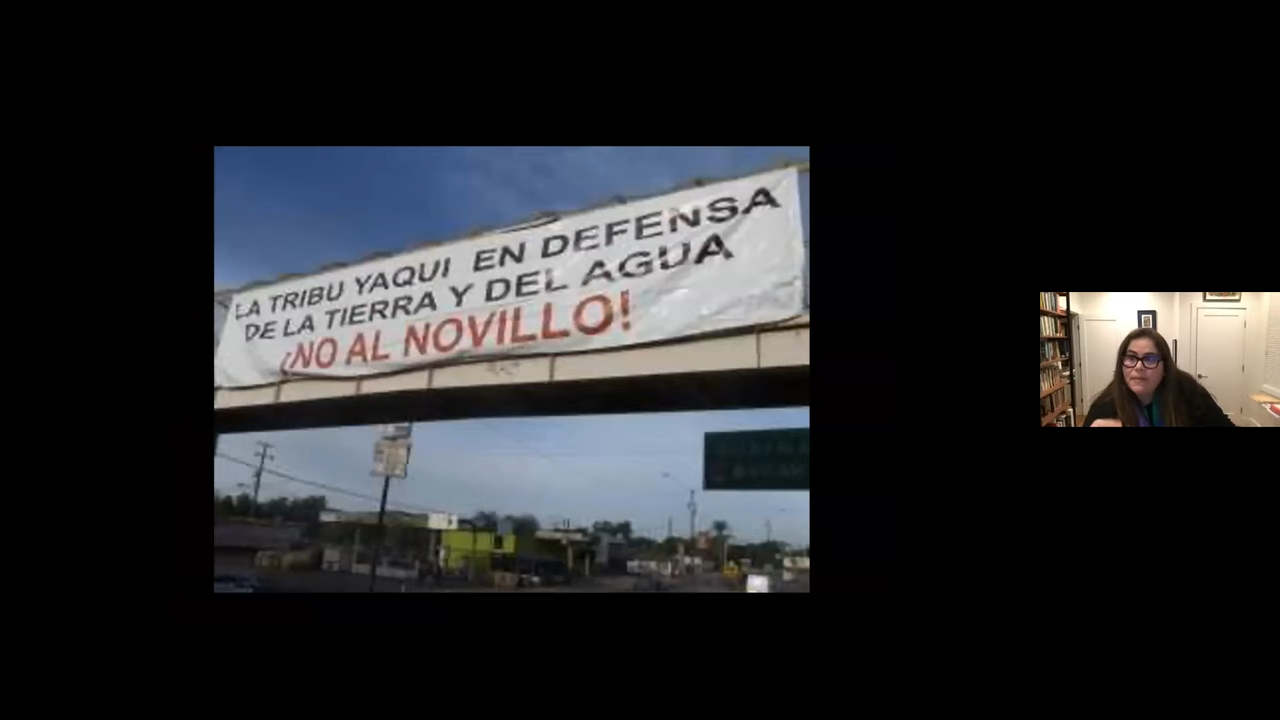 LA TRIBU YAQUI EN DEFENSA
DE LA TIERRA Y DEL AGUA
¡NO AL NOVILLO!